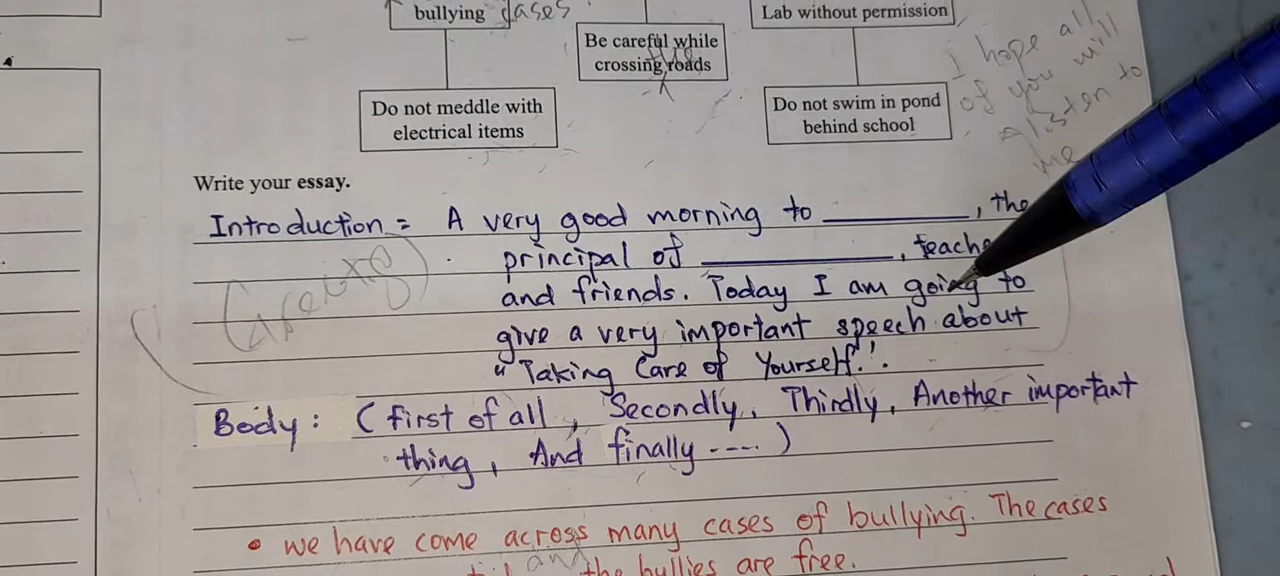 bullying cases
Lab without permission
Be careful while
crossing roads
I hope all
of you will
listen to
me
Do not meddle with
electrical items
Do not swim in pond
behind school
Write your essay.
Introduction = A very good morning to __________, the
principal of __________, teache
(Greeting)
and friends. Today I am going to
give a very important speech about
"Taking Care of Yourself."
Body: (First of all, Secondly, Thirdly, Another important
thing, And finally ----)
• we have come across many cases of bullying. The cases
and the bullies are free.